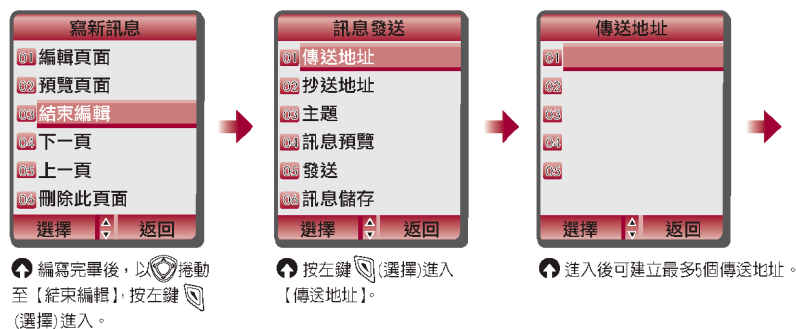 寫新訊息
01 編輯頁面
02 預覽頁面
03 結束編輯
04 下一頁
05 上一頁
06 刪除此頁面
選擇 返回
編寫完畢後，以捲動
至【結束編輯】，按左鍵
(選擇)進入。
訊息發送
01 傳送地址
02 抄送地址
03 主題
04 訊息預覽
05 發送
06 訊息儲存
選擇 返回
按左鍵(選擇)進入
【傳送地址】。
傳送地址
01
02
03
04
05
選擇 返回
進入後可建立最多5個傳送地址。